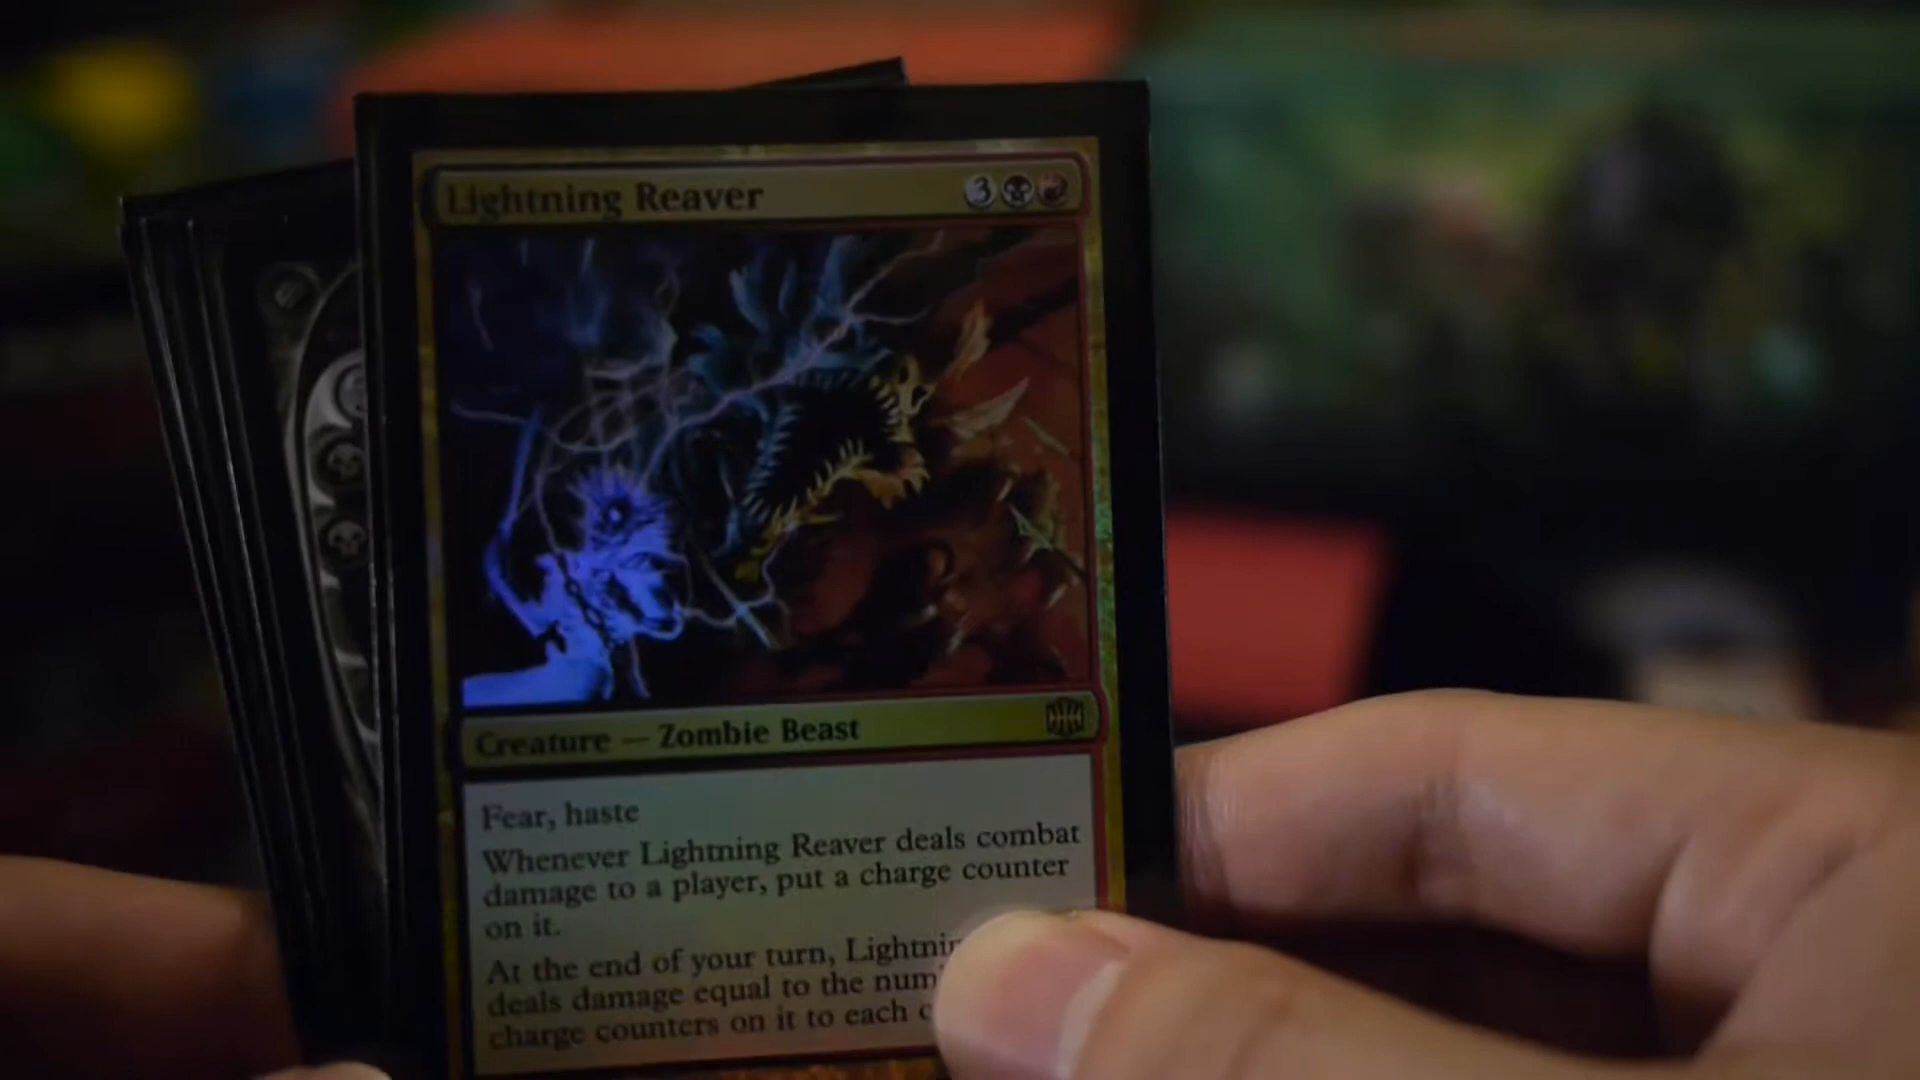 Lightning Reaver 3
Creature — Zombie Beast
Fear, haste
Whenever Lightning Reaver deals combat
damage to a player, put a charge counter
on it.
At the end of your turn, Lightnin
deals damage equal to the num
charge counters on it to each